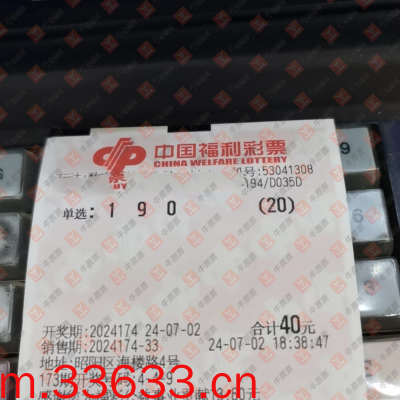 中国福利彩票
CHINA WELFARE LOTTERY
号:53041308
194/D035D
单选: 1 9 0 (20)
开奖期:2024174 24-07-02 合计40元
销售期:2024174-33 24-07-02 18:38:47
地址:昭阳区海楼路4号
m.33633.cn